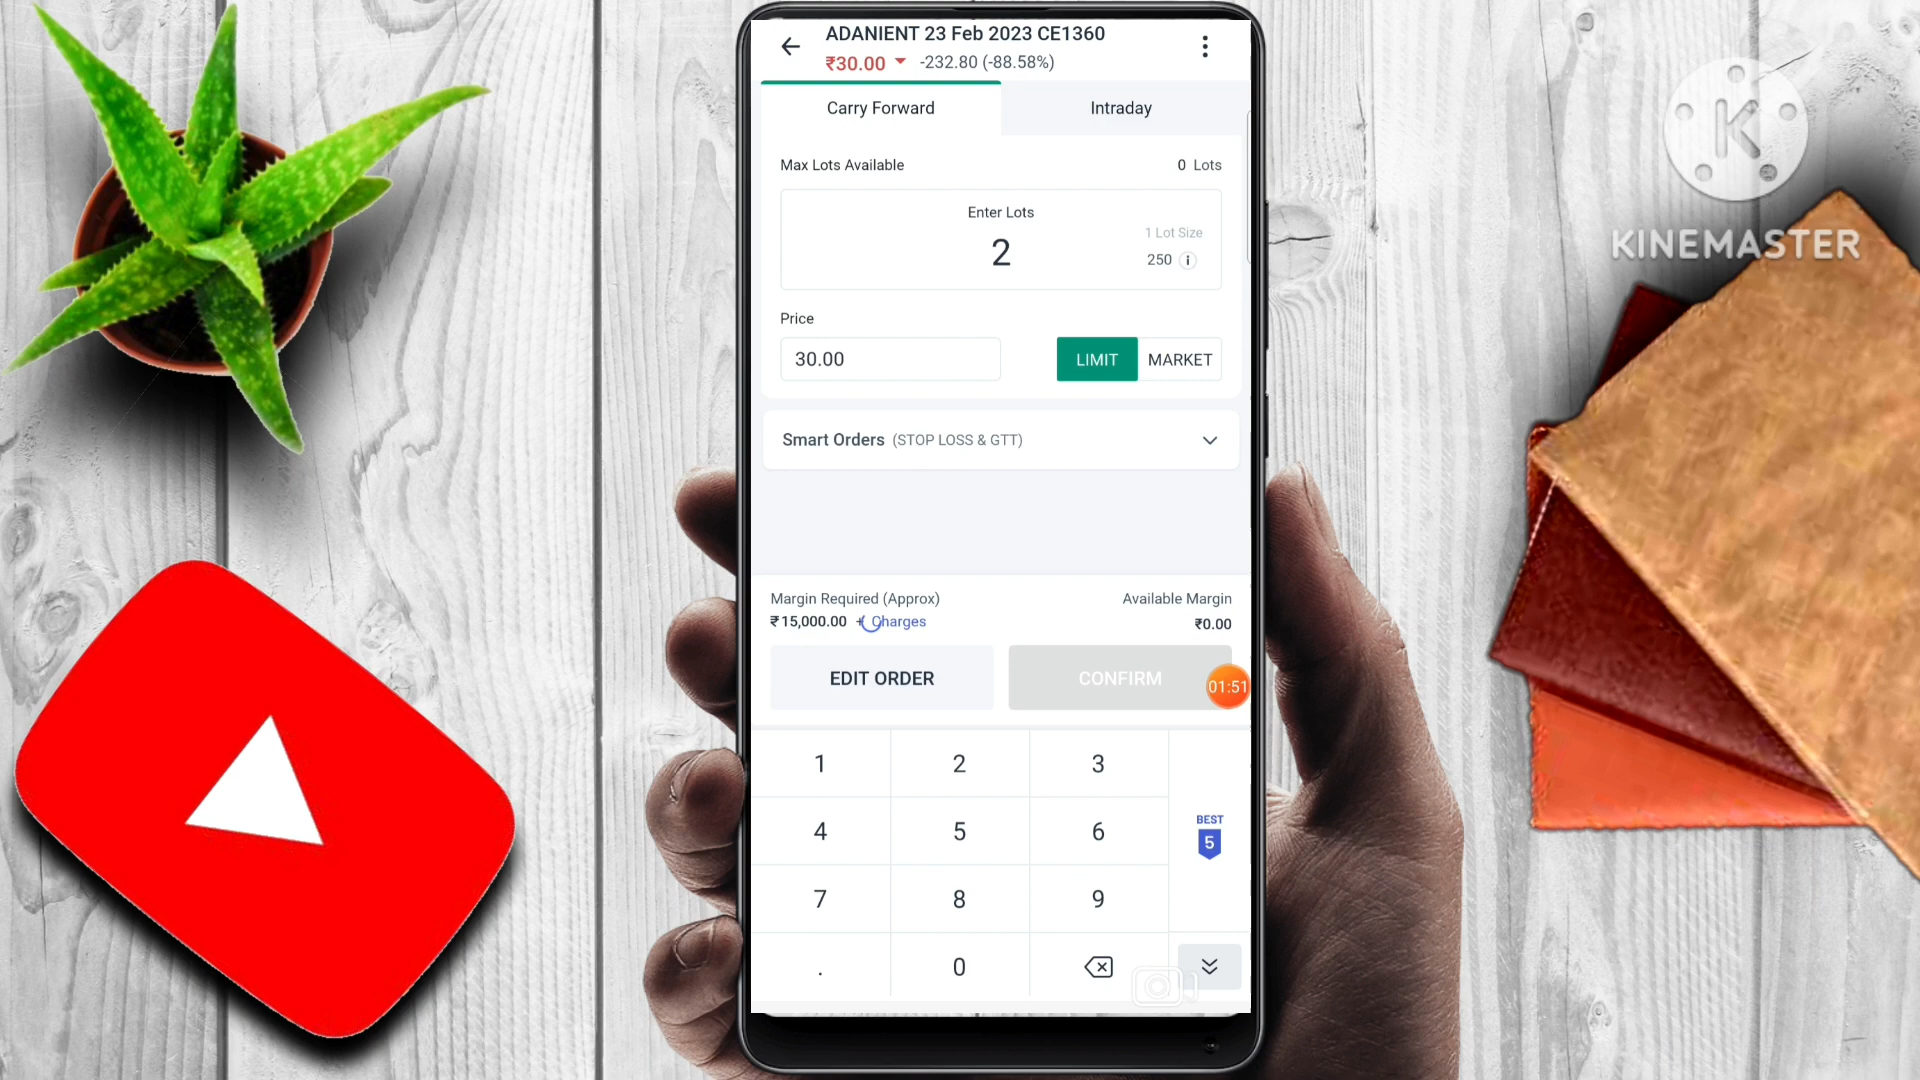 ADANIENT 23 Feb 2023 CE1360
₹30.00 -232.80 (-88.58%)
Carry Forward
Intraday
Max Lots Available
0 Lots
Enter Lots
2
1 Lot Size
250
Price
30.00
LIMIT
MARKET
Smart Orders (STOP LOSS & GTT)
Margin Required (Approx)
Available Margin
₹15,000.00 + Charges
₹0.00
EDIT ORDER
CONFIRM
01:51
1 2 3
4 5 6
BEST
5
7 8 9
. 0
K
KINEMASTER